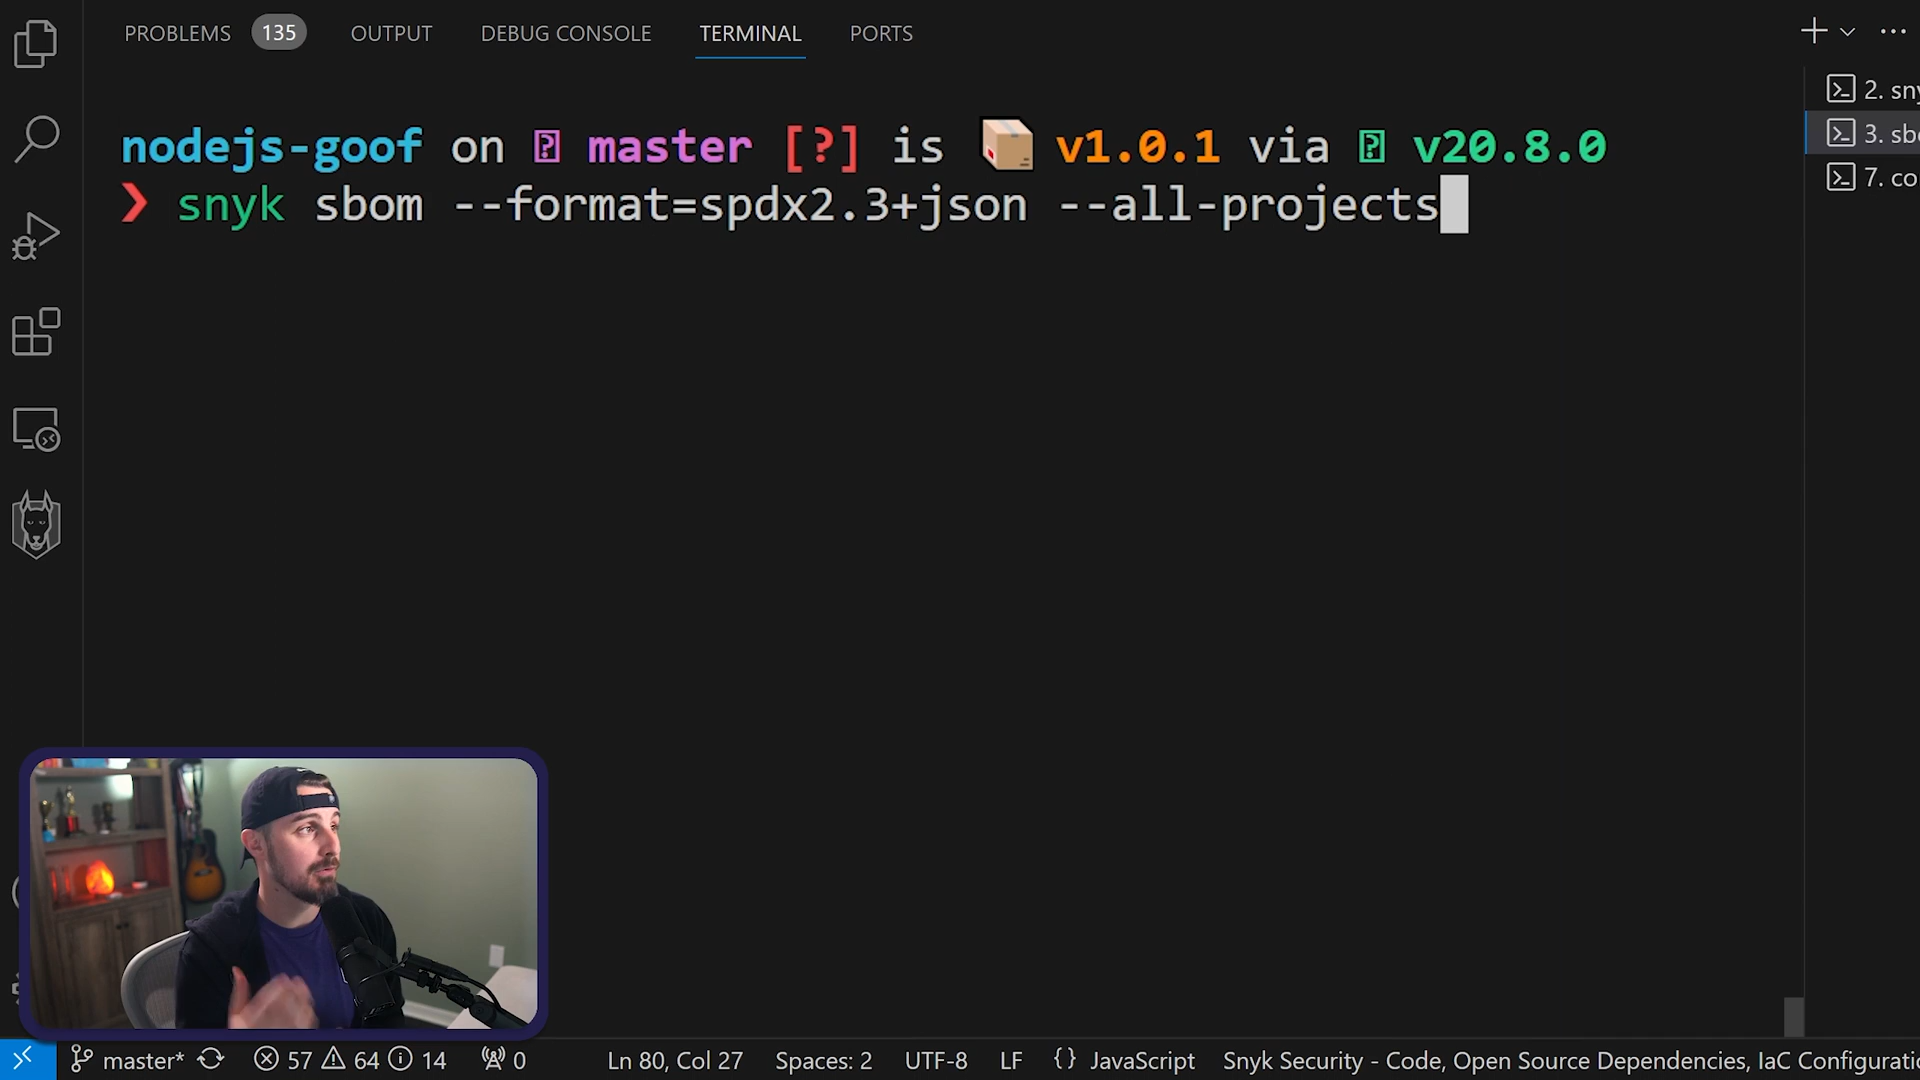 PROBLEMS 135 OUTPUT DEBUG CONSOLE TERMINAL PORTS
2. sny
3. sbo
7. co
nodejs-goof on master [?] is v1.0.1 via v20.8.0
❯ snyk sbom --format=spdx2.3+json --all-projects
master* 57 64 14 0 Ln 80, Col 27 Spaces: 2 UTF-8 LF {} JavaScript Snyk Security - Code, Open Source Dependencies, IaC Configurati